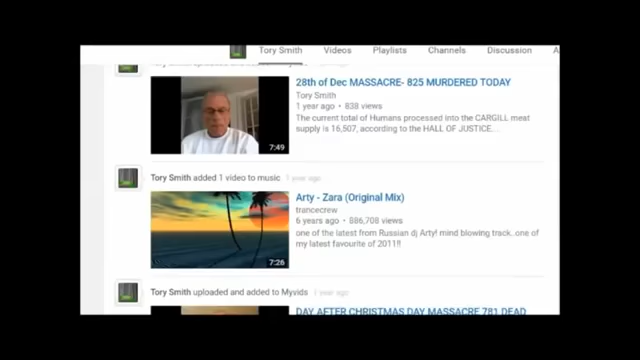 Tory Smith Videos Playlists Channels Discussion A
28th of Dec MASSACRE- 825 MURDERED TODAY
Tory Smith
1 year ago • 838 views
The current total of Humans processed into the CARGILL meat
supply is 16,507, according to the HALL OF JUSTICE...
7:49
Tory Smith added 1 video to music 1 year ago
Arty - Zara (Original Mix)
trancecrew
6 years ago • 886,708 views
one of the latest from Russian dj Arty! mind blowing track..one of
my latest favourite of 2011!!
7:26
Tory Smith uploaded and added to Myvids 1 year ago
DAY AFTER CHRISTMAS DAY MASSACRE 781 DEAD